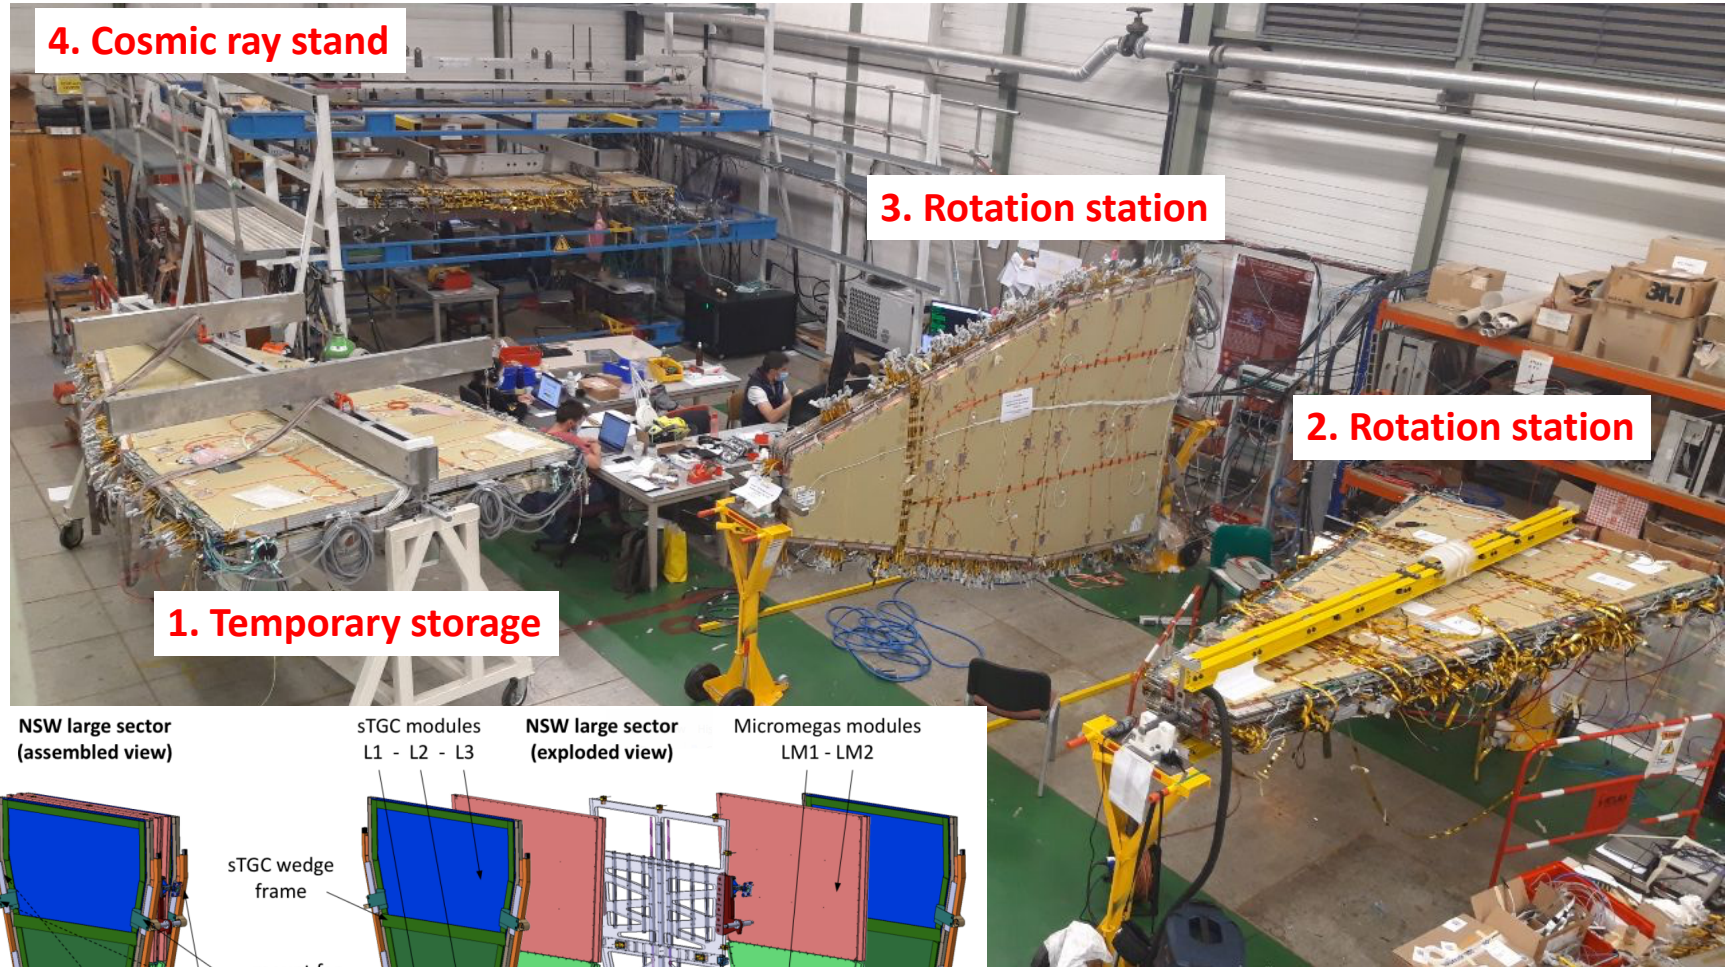 4. Cosmic ray stand
3. Rotation station
2. Rotation station
1. Temporary storage
3M
NSW large sector
(assembled view)
sTGC modules
L1 - L2 - L3
NSW large sector
(exploded view)
Micromegas modules
LM1 - LM2
sTGC wedge
frame